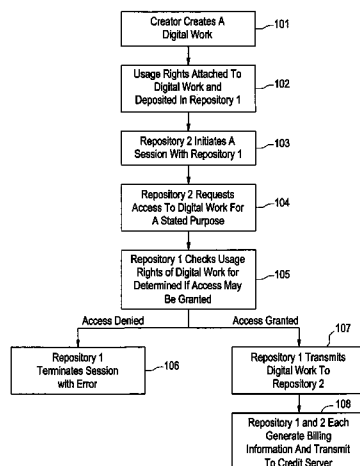 Creator Creates A
Digital Work
101
Usage Rights Attached To
Digital Work and
Deposited In Repository 1
102
Repository 2 Initiates A
Session With Repository 1
103
Repository 2 Requests
Access To Digital Work For
A Stated Purpose
104
Repository 1 Checks Usage
Rights of Digital Work for
Determined If Access May
Be Granted
105
Access Denied
Access Granted
Repository 1
Terminates Session
with Error
106
107
Repository 1 Transmits
Digital Work To
Repository 2
108
Repository 1 and 2 Each
Generate Billing
Information And Transmit
To Credit Server